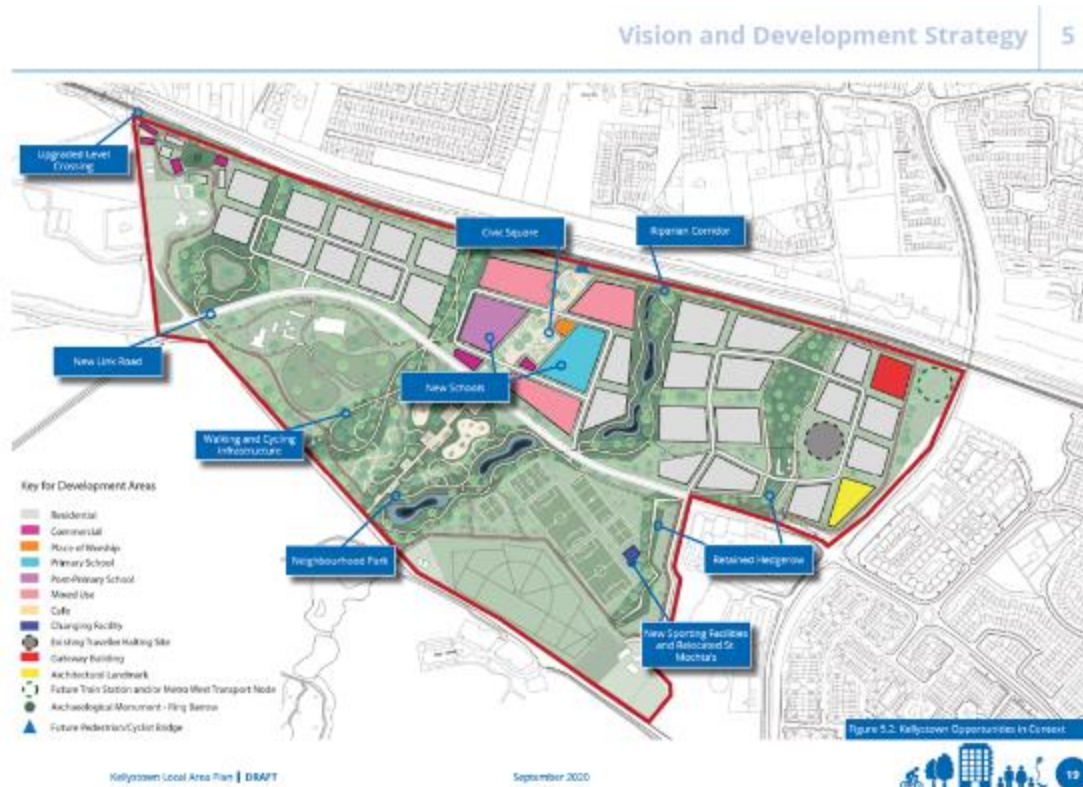 Vision and Development Strategy 5
Upgraded Level
Crossing
Civic Square
Riparian Corridor
New Link Road
New Schools
Walking and Cycling
Infrastructure
Neighbourhood Park
Retained Hedgerow
New Sporting Facilities
and Relocated St.
Mochta's
Key for Development Areas
Residential
Commercial
Place of Worship
Primary School
Post-Primary School
Mixed Use
Cafe
Changing Facility
Existing Traveller Halting Site
Gateway Building
Architectural Landmark
Future Train Station and/or Metro West Transport Node
Archaeological Monument - Ring Barrow
Future Pedestrian/Cyclist Bridge
Figure 5.2. Kellystown Opportunities in Context
Kellystown Local Area Plan | DRAFT
September 2020
19